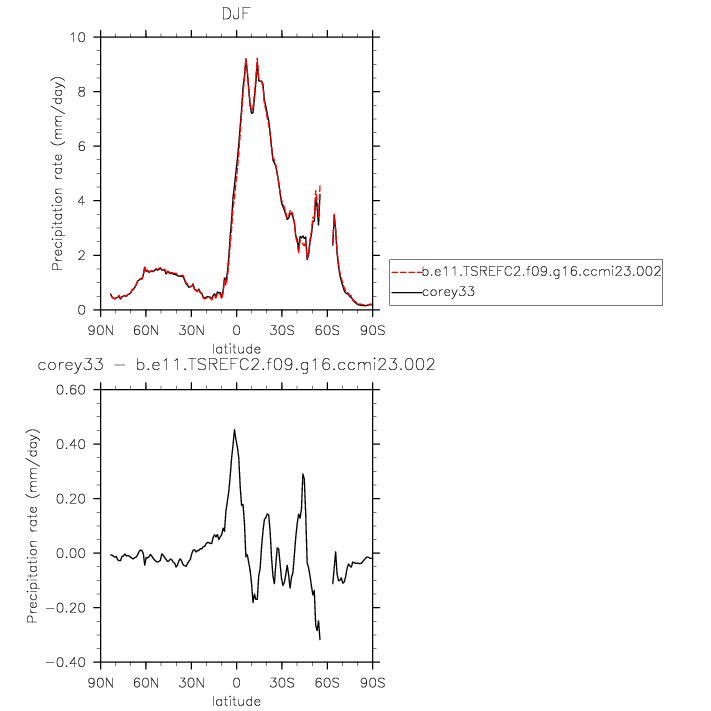 DJF
Precipitation rate (mm/day)
10
8
6
4
2
0
90N 60N 30N 0 30S 60S 90S
latitude
b.e11.TSREFC2.f09.g16.ccmi23.002
corey33
corey33 − b.e11.TSREFC2.f09.g16.ccmi23.002
Precipitation rate (mm/day)
0.60
0.40
0.20
0.00
−0.20
−0.40
90N 60N 30N 0 30S 60S 90S
latitude